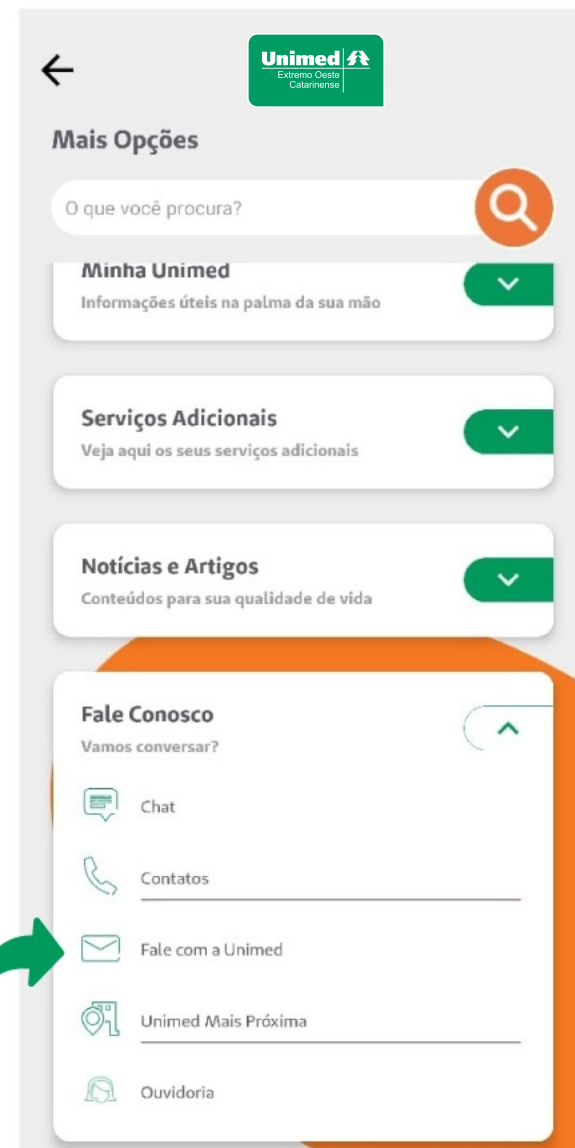 Unimed
Extremo Oeste
Catarinense
Mais Opções
O que você procura?
Minha Unimed
Informações úteis na palma da sua mão
Serviços Adicionais
Veja aqui os seus serviços adicionais
Notícias e Artigos
Conteúdos para sua qualidade de vida
Fale Conosco
Vamos conversar?
Chat
Contatos
Fale com a Unimed
Unimed Mais Próxima
Ouvidoria